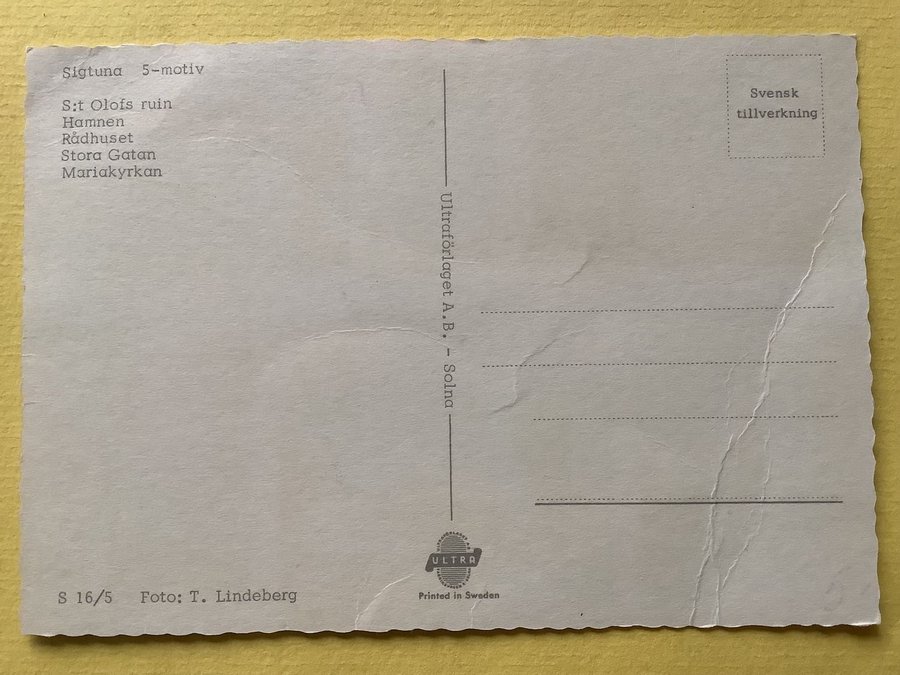 Sigtuna 5-motiv
S:t Olofs ruin
Hamnen
Rådhuset
Stora Gatan
Mariakyrkan
Svensk
tillverkning
Ultraförlaget A.B. - Solna
ULTRA
Printed in Sweden
S 16/5 Foto: T. Lindeberg